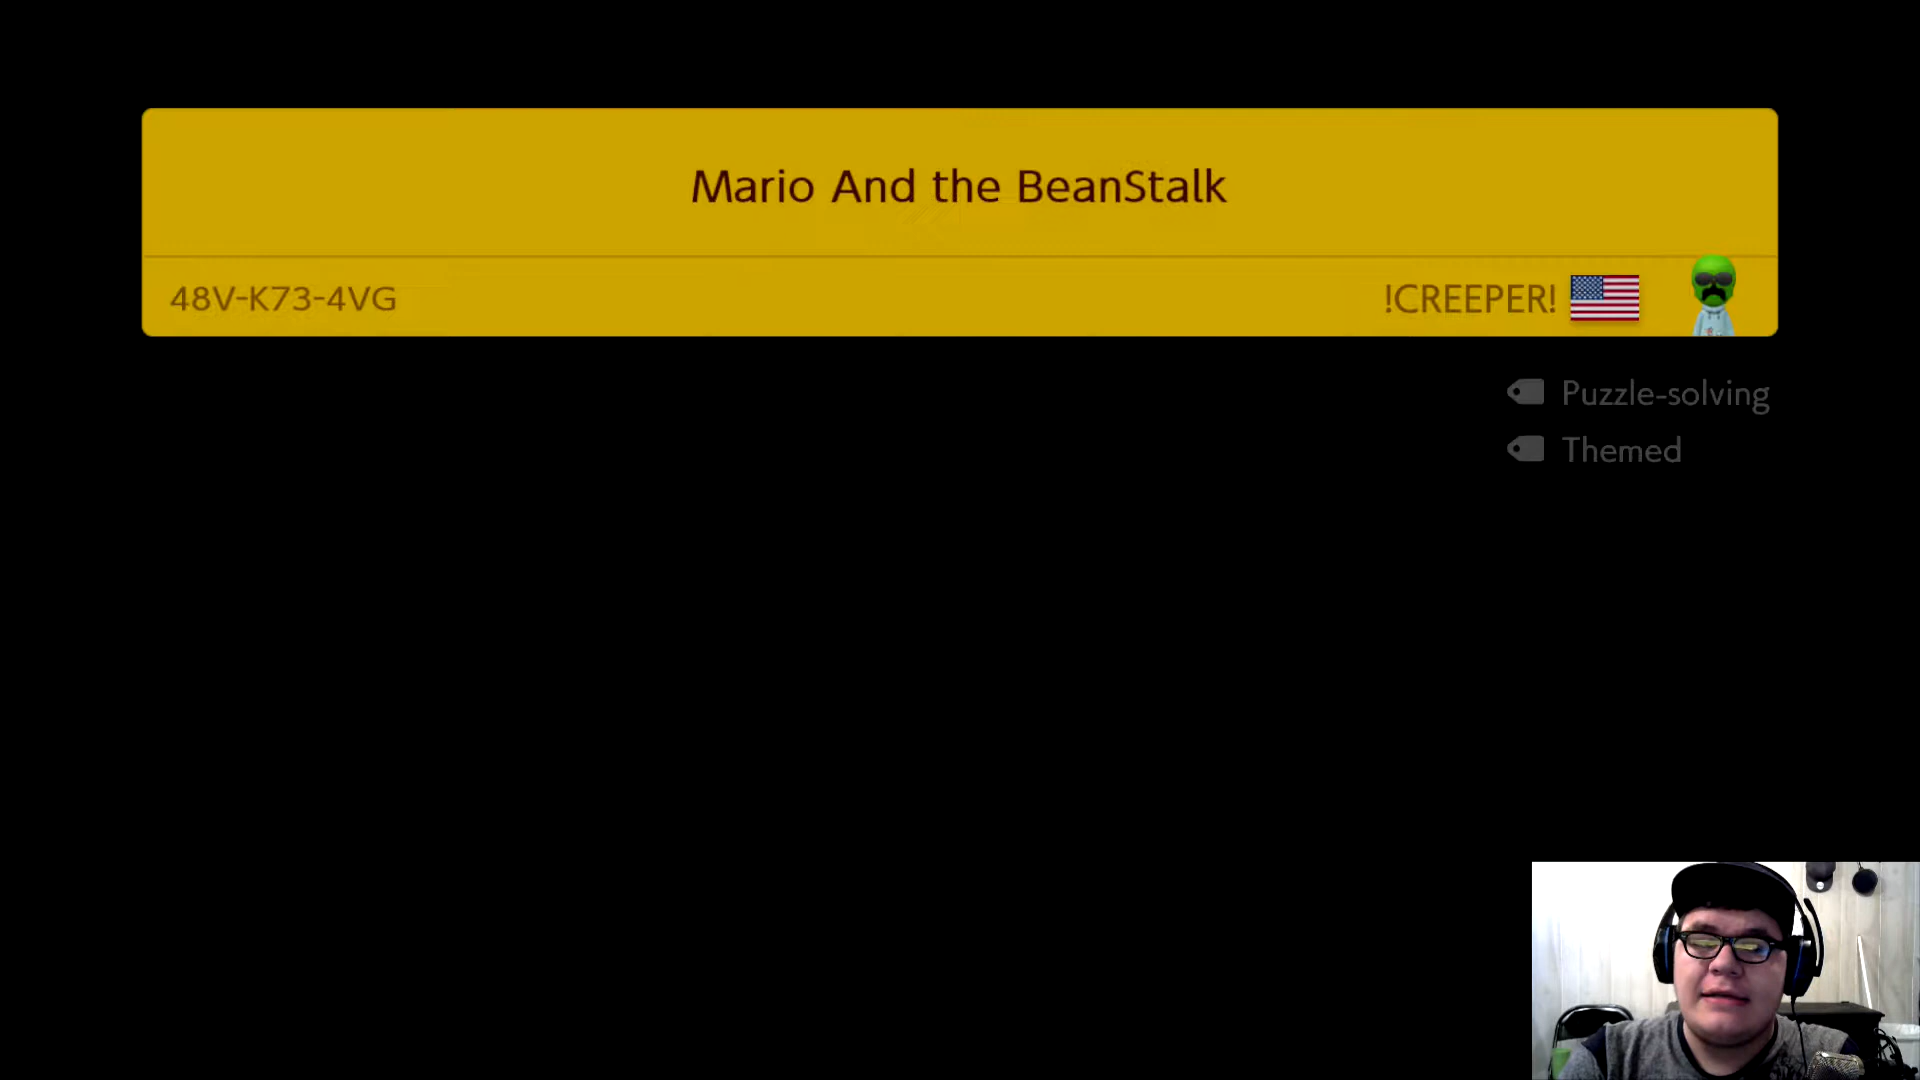 Mario And the BeanStalk
48V-K73-4VG
!CREEPER!
Puzzle-solving
Themed